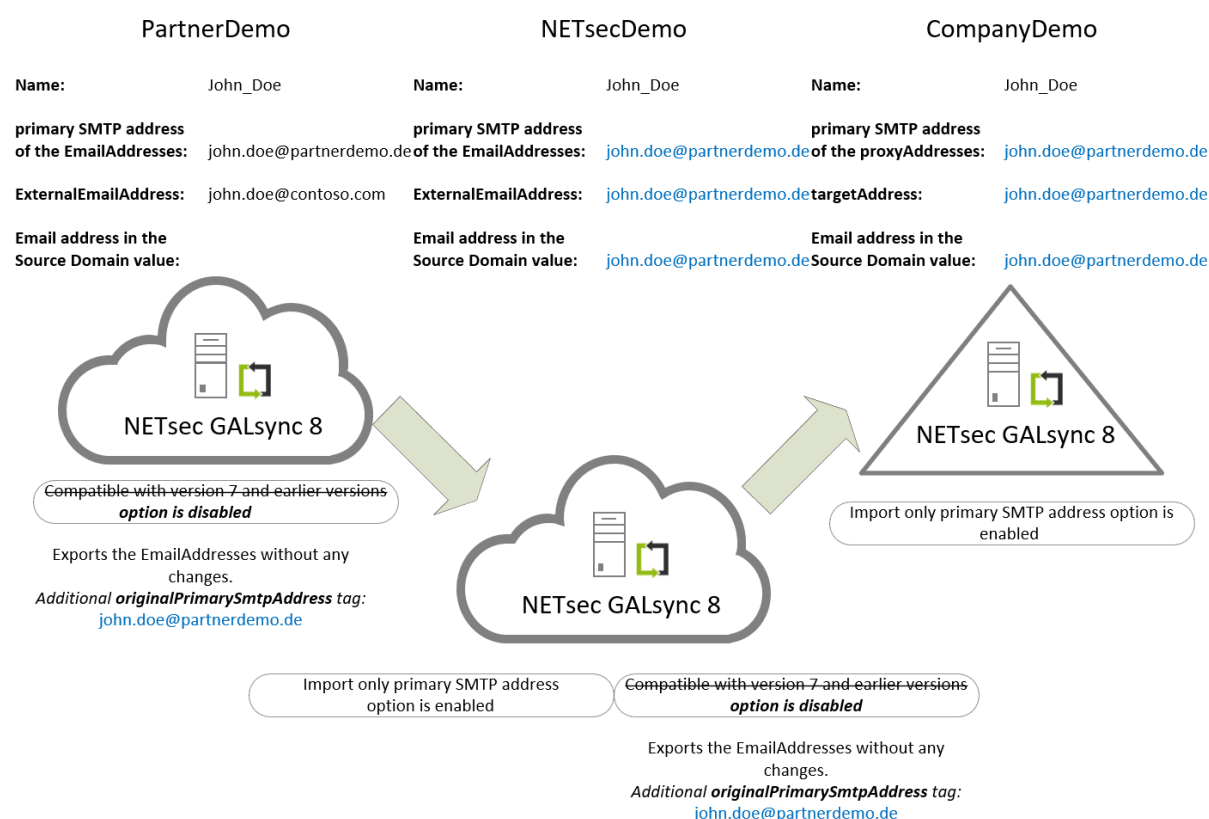 PartnerDemo
NETsecDemo
CompanyDemo
Name: John_Doe
primary SMTP address
of the EmailAddresses: john.doe@partnerdemo.de
ExternalEmailAddress: john.doe@contoso.com
Email address in the
Source Domain value:
Name: John_Doe
primary SMTP address
of the EmailAddresses: john.doe@partnerdemo.de
ExternalEmailAddress: john.doe@partnerdemo.de
Email address in the
Source Domain value: john.doe@partnerdemo.de
Name: John_Doe
primary SMTP address
of the proxyAddresses: john.doe@partnerdemo.de
targetAddress: john.doe@partnerdemo.de
Email address in the
Source Domain value: john.doe@partnerdemo.de
NETsec GALsync 8
Compatible with version 7 and earlier versions
option is disabled
Exports the EmailAddresses without any
changes.
Additional originalPrimarySmtpAddress tag:
john.doe@partnerdemo.de
NETsec GALsync 8
Import only primary SMTP address
option is enabled
Compatible with version 7 and earlier versions
option is disabled
Exports the EmailAddresses without any
changes.
Additional originalPrimarySmtpAddress tag:
john.doe@partnerdemo.de
NETsec GALsync 8
Import only primary SMTP address option is
enabled